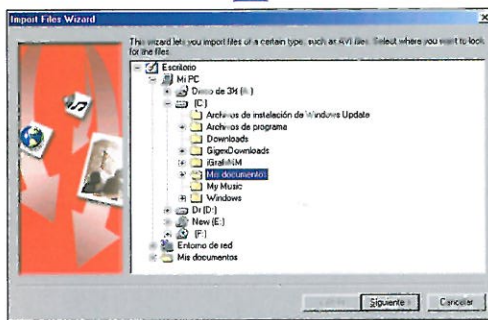 Import Files Wizard
This wizard lets you import files of a certain type, such as AVI files. Select where you want to look
for the files.
Escritorio
Mi PC
Disco de 3½ (A:)
(C:)
Archivos de instalación de Windows Update
Archivos de programa
Downloads
GigexDownloads
Mis documentos
My Music
Windows
Dr (D:)
New (E:)
(F:)
Entorno de red
Mis documentos
Siguiente >
Cancelar